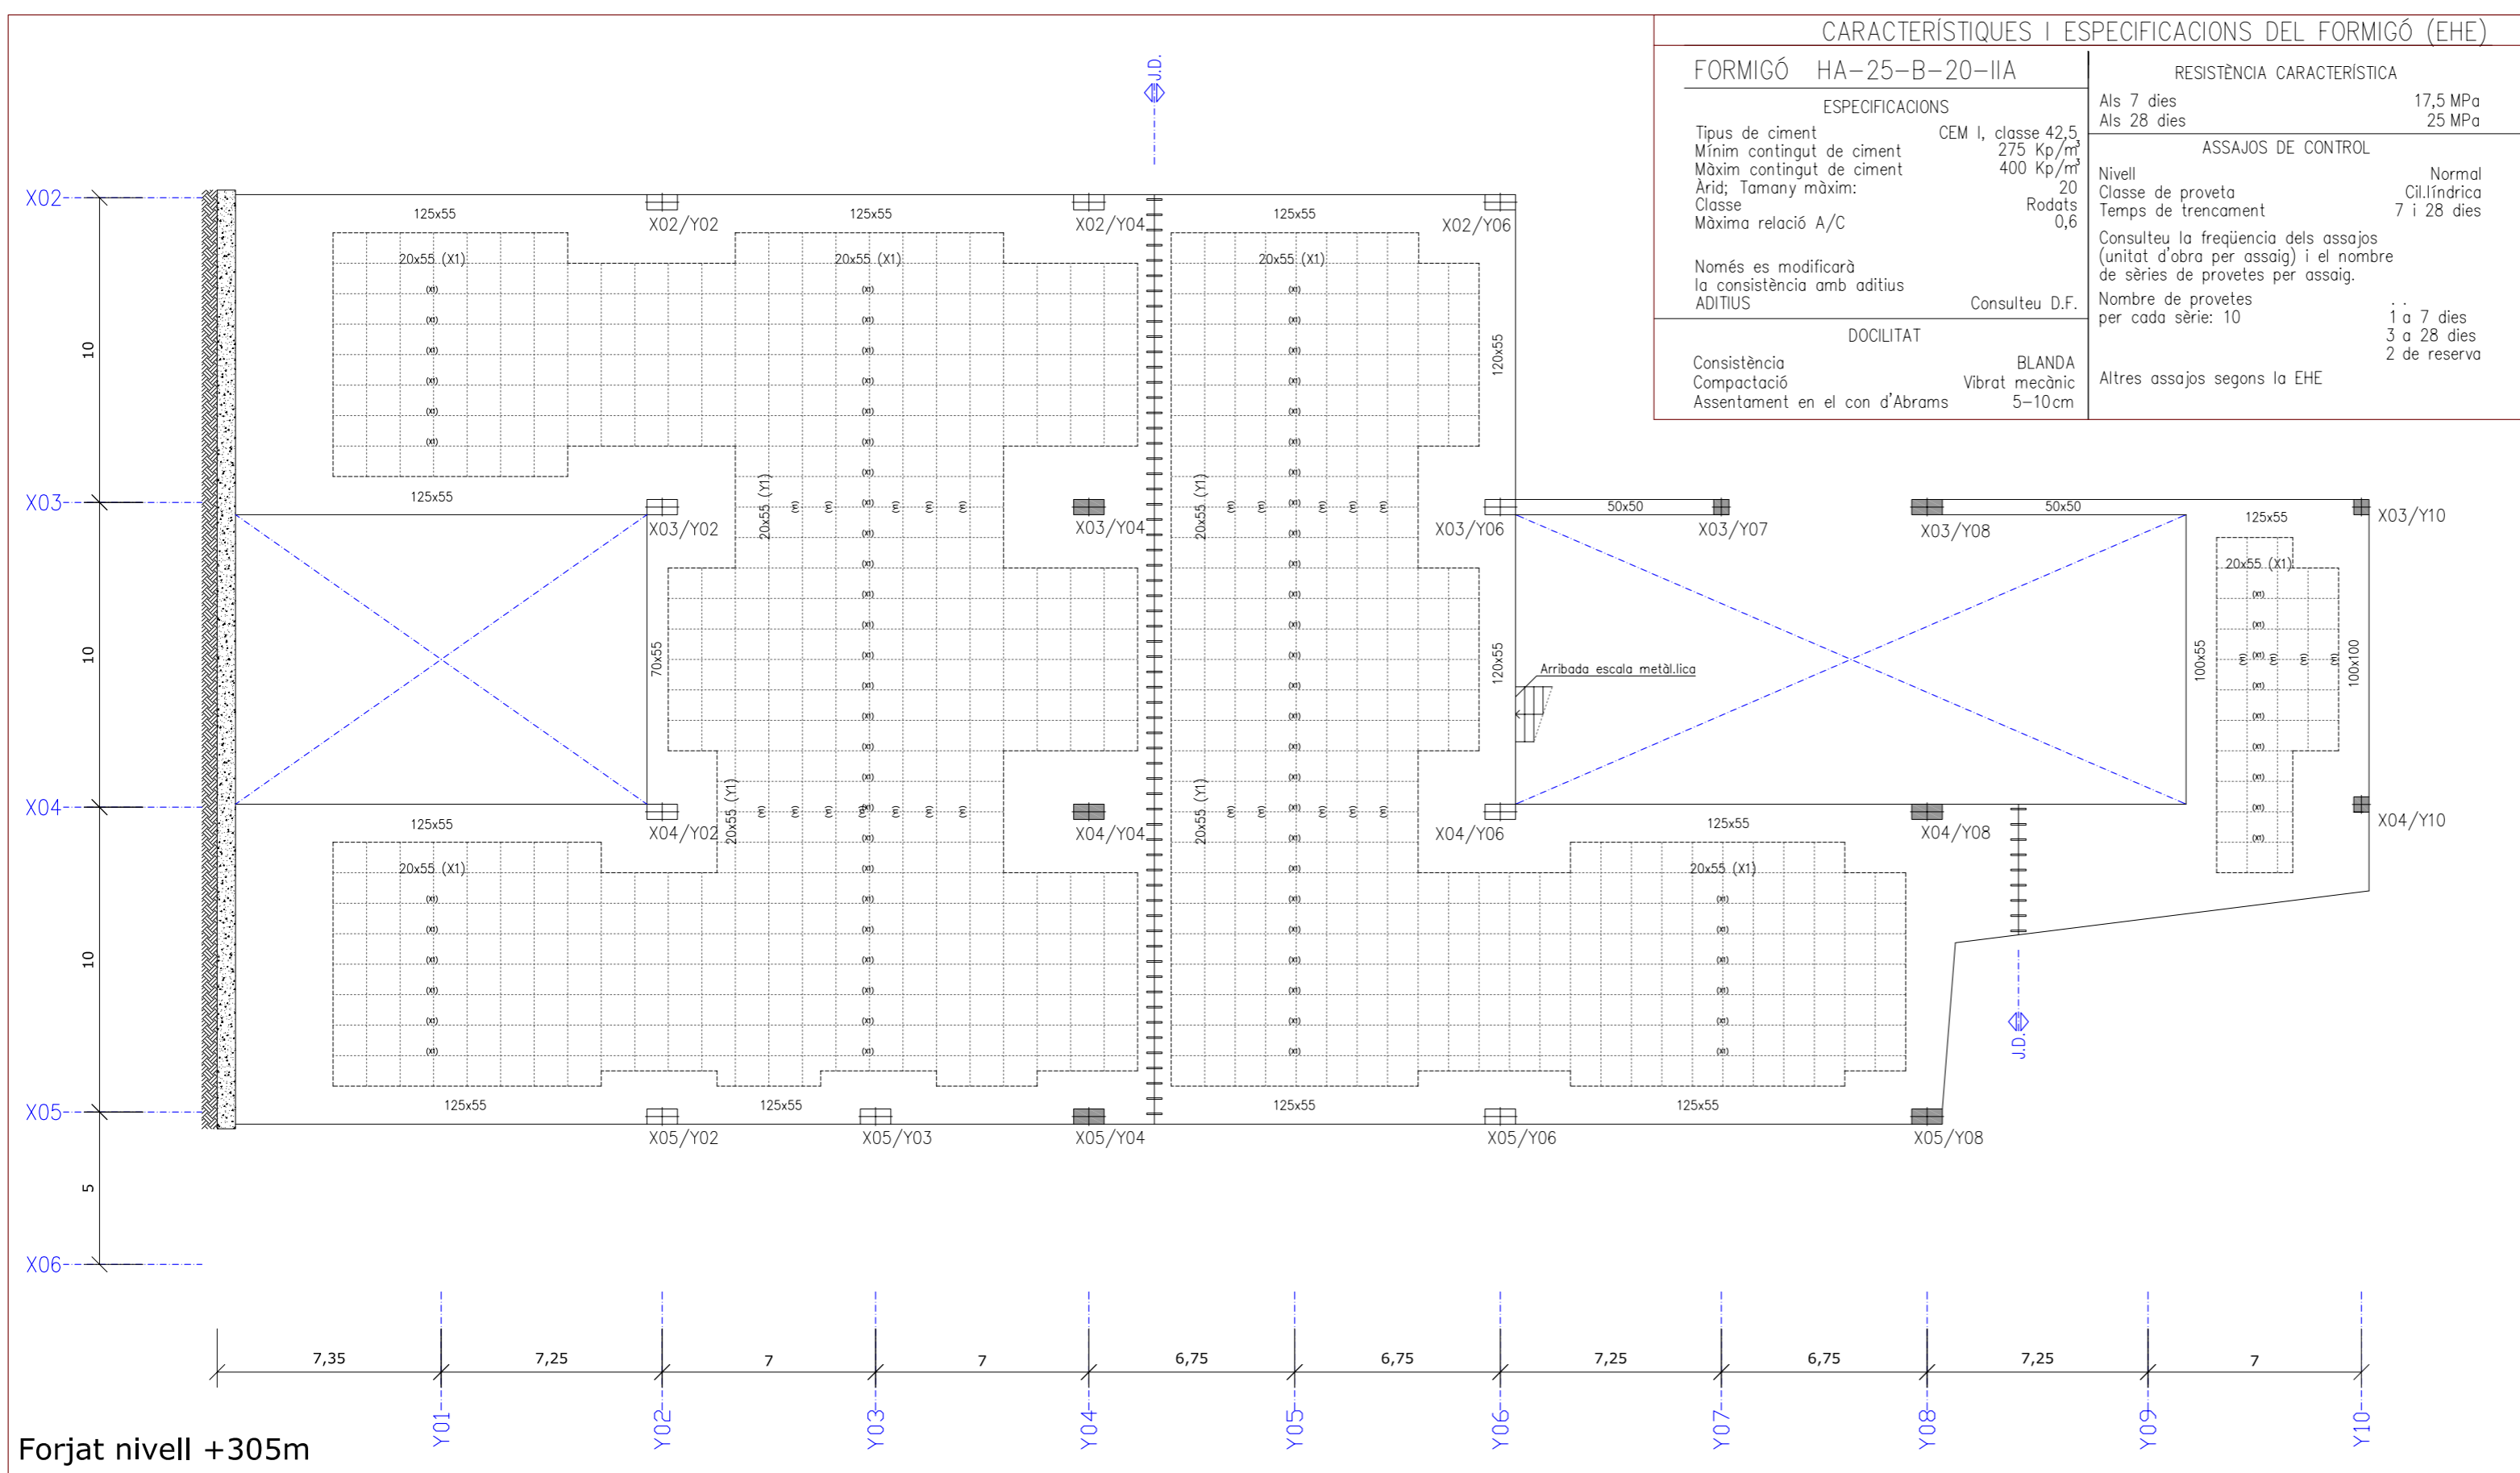 CARACTERÍSTIQUES I ESPECIFICACIONS DEL FORMIGÓ (EHE)
FORMIGÓ HA-25-B-20-IIA
ESPECIFICACIONS
Tipus de ciment CEM I, classe 42,5
Mínim contingut de ciment 275 Kp/m³
Màxim contingut de ciment 400 Kp/m³
Àrid; Tamany màxim: 20
Classe Rodats
Màxima relació A/C 0,6
Només es modificarà
la consistència amb aditius
ADITIUS Consulteu D.F.
DOCILITAT
Consistència BLANDA
Compactació Vibrat mecànic
Assentament en el con d'Abrams 5-10cm
RESISTÈNCIA CARACTERÍSTICA
Als 7 dies 17,5 MPa
Als 28 dies 25 MPa
ASSAJOS DE CONTROL
Nivell Normal
Classe de proveta Cil.líndrica
Temps de trencament 7 i 28 dies
Consulteu la freqüencia dels assajos
(unitat d'obra per assaig) i el nombre
de sèries de provetes per assaig.
Nombre de provetes . .
per cada sèrie: 10 1 a 7 dies
3 a 28 dies
2 de reserva
Altres assajos segons la EHE
J.D.
X02
125x55 125x55 125x55
X02/Y02 X02/Y04 X02/Y06
20x55 (X1) 20x55 (X1) 20x55 (X1)
10
120x55
X03
125x55
20x55 (Y1) 20x55 (Y1)
50x50 50x50
125x55
X03/Y02 X03/Y04 X03/Y06 X03/Y07 X03/Y08 X03/Y10
20x55 (X1)
10
70x55
120x55
Arribada escala metàl.lica
100x55
100x100
X04
20x55 (Y1) 20x55 (Y1)
125x55 125x55
X04/Y02 X04/Y04 X04/Y06 X04/Y08 X04/Y10
20x55 (X1) 20x55 (X1)
10
J.D.
X05
125x55 125x55 125x55 125x55
X05/Y02 X05/Y03 X05/Y04 X05/Y06 X05/Y08
5
X06
7,35 7,25 7 7 6,75 6,75 7,25 6,75 7,25 7
Y01 Y02 Y03 Y04 Y05 Y06 Y07 Y08 Y09 Y10
Forjat nivell +305m